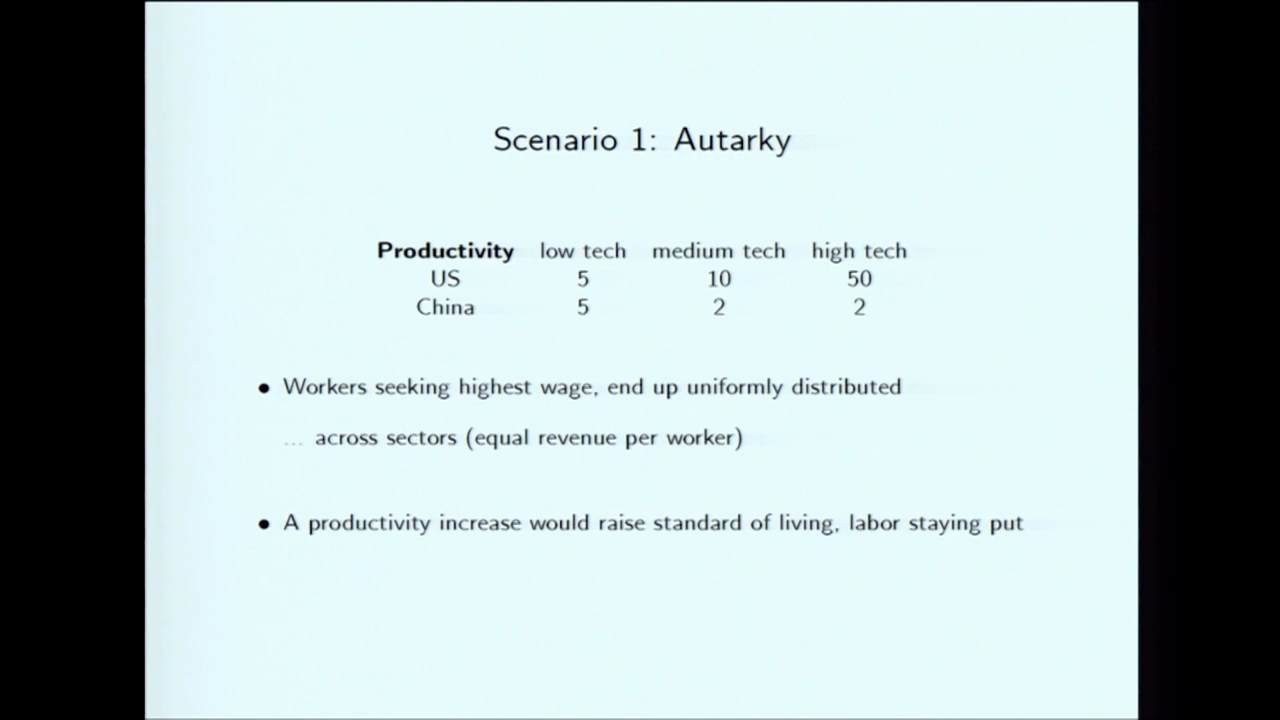 Scenario 1: Autarky
Productivity low tech medium tech high tech
US 5 10 50
China 5 2 2
• Workers seeking highest wage, end up uniformly distributed
... across sectors (equal revenue per worker)
• A productivity increase would raise standard of living, labor staying put